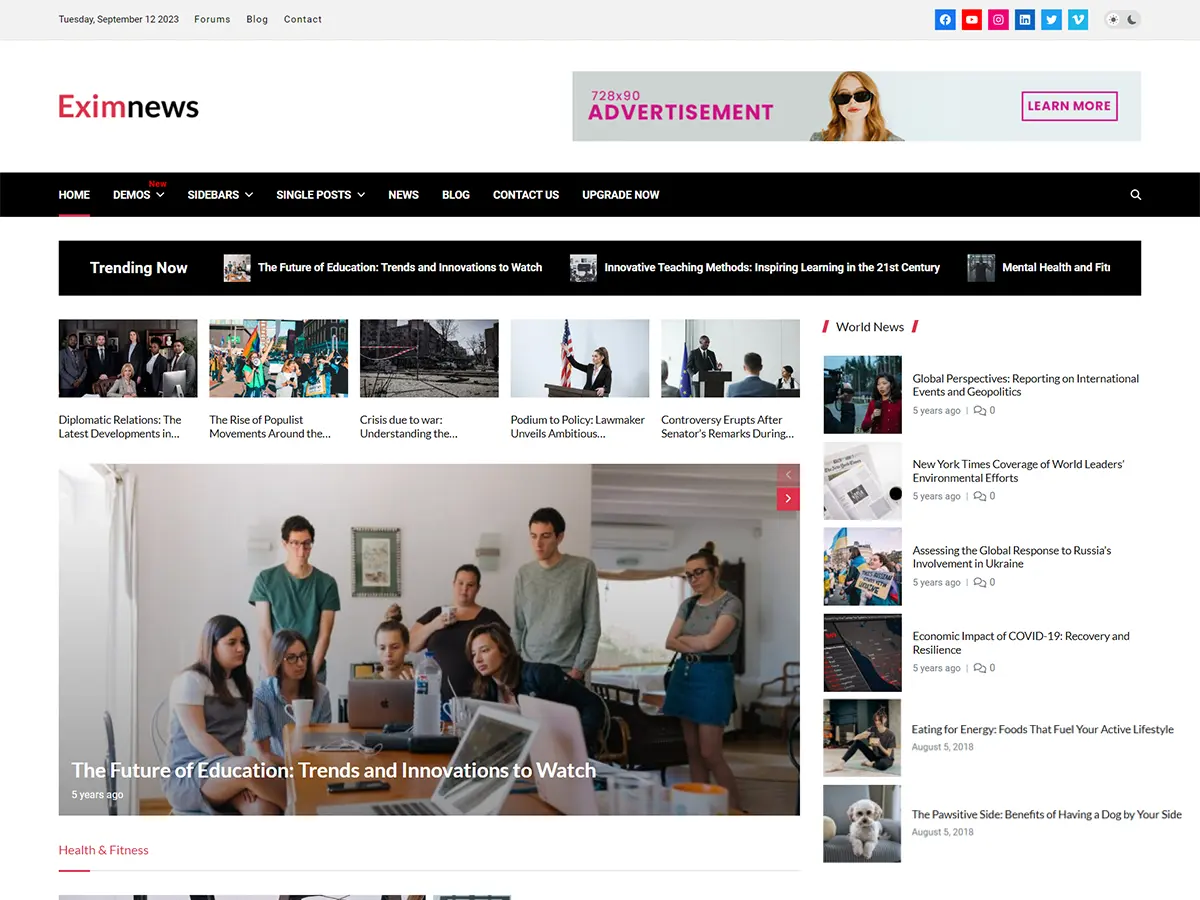 Tuesday, September 12 2023 Forums Blog Contact
Eximnews
728x90
ADVERTISEMENT
LEARN MORE
New
HOME DEMOS SIDEBARS SINGLE POSTS NEWS BLOG CONTACT US UPGRADE NOW
Trending Now The Future of Education: Trends and Innovations to Watch Innovative Teaching Methods: Inspiring Learning in the 21st Century Mental Health and Fit
Diplomatic Relations: The
Latest Developments in...
The Rise of Populist
Movements Around the...
Crisis due to war:
Understanding the...
Podium to Policy: Lawmaker
Unveils Ambitious...
Controversy Erupts After
Senator's Remarks During...
The Future of Education: Trends and Innovations to Watch
5 years ago
Health & Fitness
World News
Global Perspectives: Reporting on International
Events and Geopolitics
5 years ago | 0
New York Times Coverage of World Leaders'
Environmental Efforts
5 years ago | 0
Assessing the Global Response to Russia's
Involvement in Ukraine
5 years ago | 0
Economic Impact of COVID-19: Recovery and
Resilience
5 years ago | 0
Eating for Energy: Foods That Fuel Your Active Lifestyle
August 5, 2018
The Pawsitive Side: Benefits of Having a Dog by Your Side
August 5, 2018